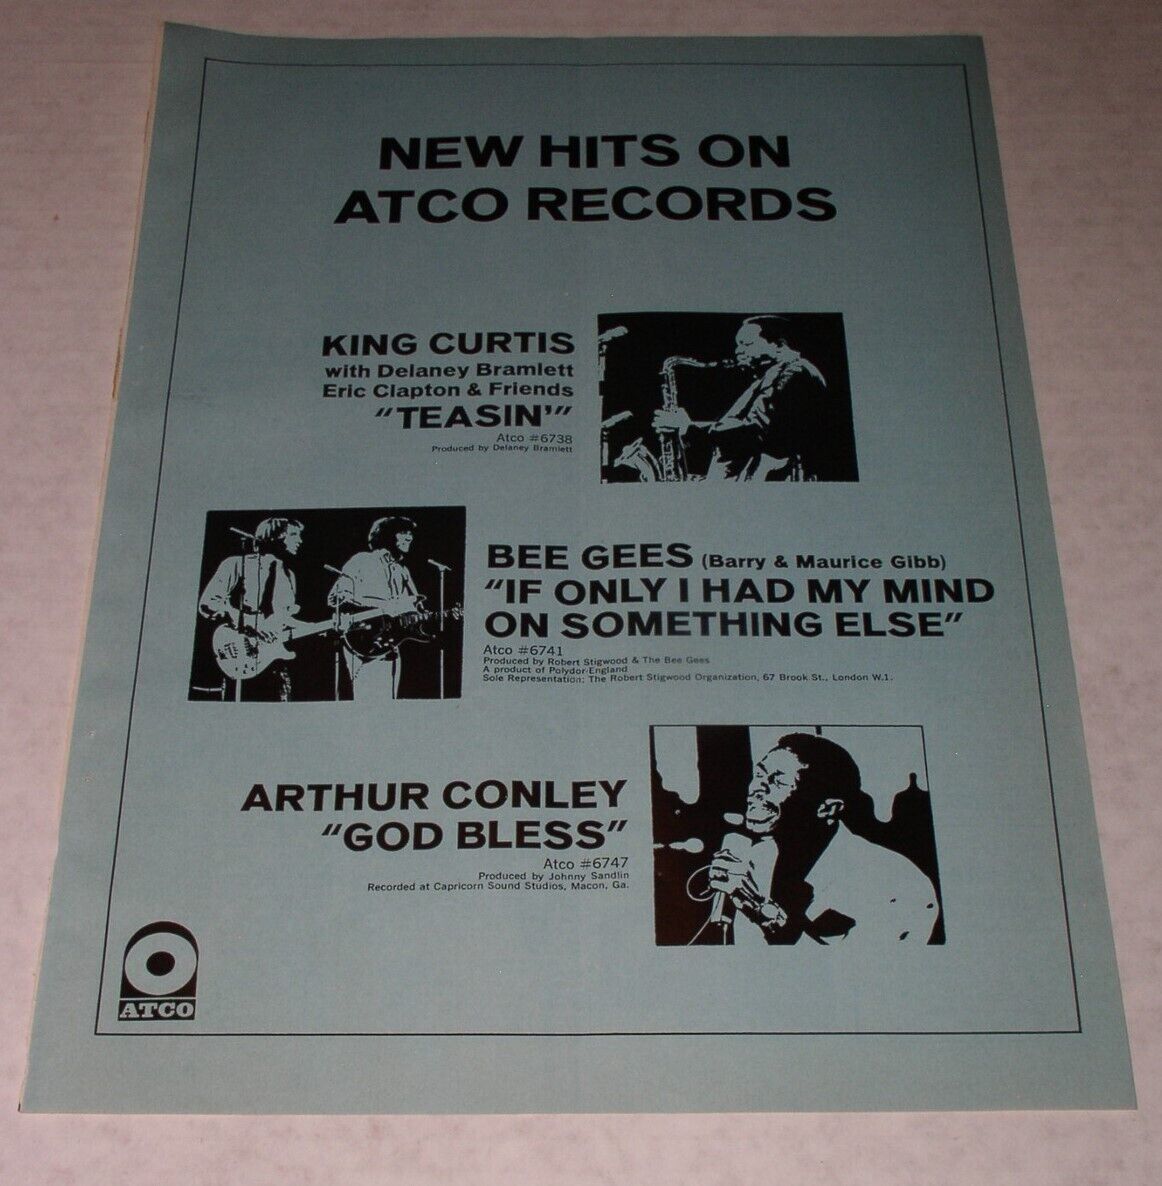 NEW HITS ON
ATCO RECORDS
KING CURTIS
with Delaney Bramlett
Eric Clapton & Friends
"TEASIN'"
Atco #6738
Produced by Delaney Bramlett
BEE GEES (Barry & Maurice Gibb)
"IF ONLY I HAD MY MIND
ON SOMETHING ELSE"
Atco #6741
Produced by Robert Stigwood & The Bee Gees
A product of Polydor-England
Sole Representation: The Robert Stigwood Organization, 67 Brook St., London W.1.
ARTHUR CONLEY
"GOD BLESS"
Atco #6747
Produced by Johnny Sandlin
Recorded at Capricorn Sound Studios, Macon, Ga.
ATCO